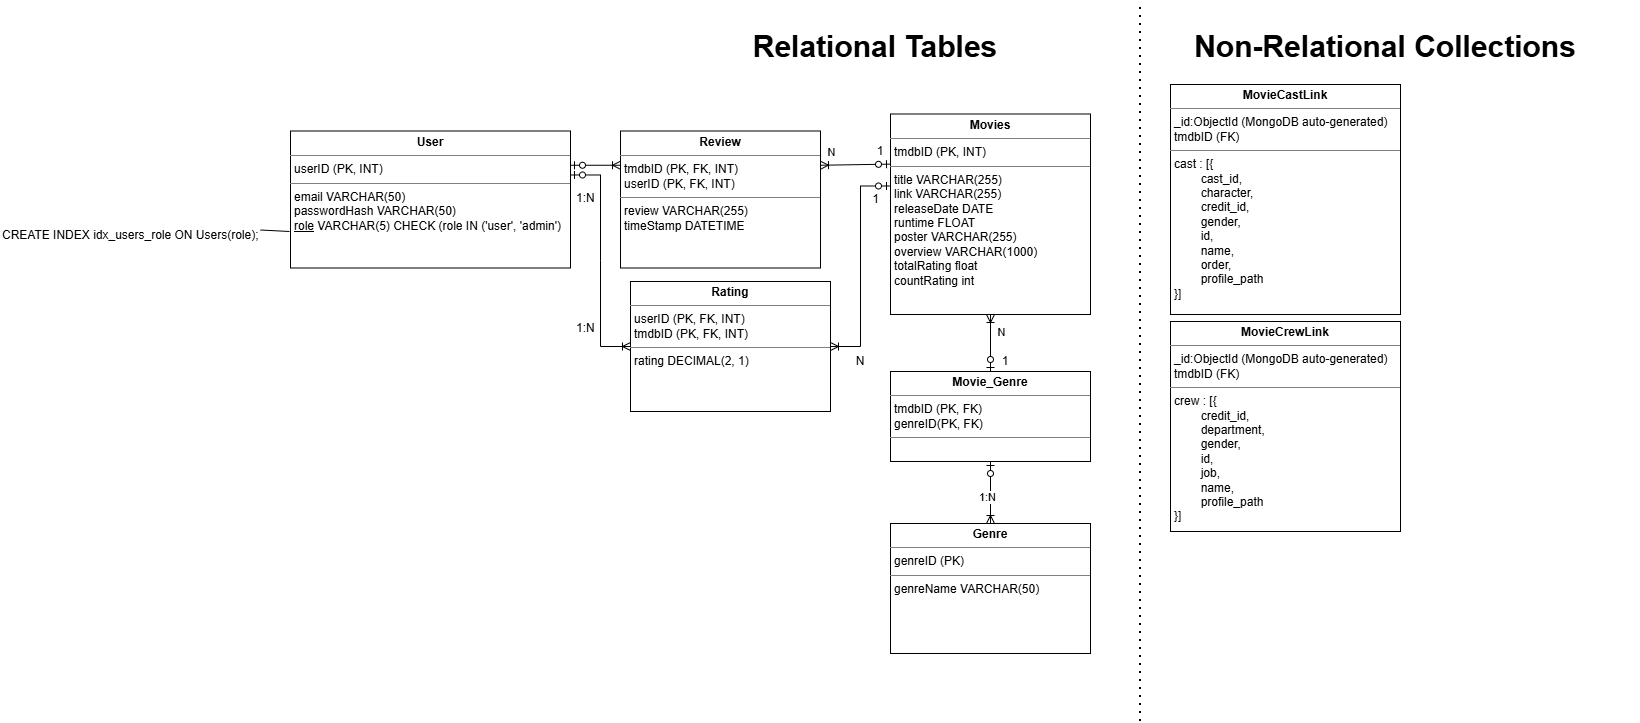 Relational Tables
Non-Relational Collections
CREATE INDEX idx_users_role ON Users(role);
User
userID (PK, INT)
email VARCHAR(50)
passwordHash VARCHAR(50)
role VARCHAR(5) CHECK (role IN ('user', 'admin')
1:N
1:N
Review
tmdbID (PK, FK, INT)
userID (PK, FK, INT)
review VARCHAR(255)
timeStamp DATETIME
N
1
1
N
Rating
userID (PK, FK, INT)
tmdbID (PK, FK, INT)
rating DECIMAL(2, 1)
Movies
tmdbID (PK, INT)
title VARCHAR(255)
link VARCHAR(255)
releaseDate DATE
runtime FLOAT
poster VARCHAR(255)
overview VARCHAR(1000)
totalRating float
countRating int
N
1
Movie_Genre
tmdbID (PK, FK)
genreID(PK, FK)
1:N
Genre
genreID (PK)
genreName VARCHAR(50)
MovieCastLink
_id:ObjectId (MongoDB auto-generated)
tmdbID (FK)
cast : [{
cast_id,
character,
credit_id,
gender,
id,
name,
order,
profile_path
}]
MovieCrewLink
_id:ObjectId (MongoDB auto-generated)
tmdbID (FK)
crew : [{
credit_id,
department,
gender,
id,
job,
name,
profile_path
}]